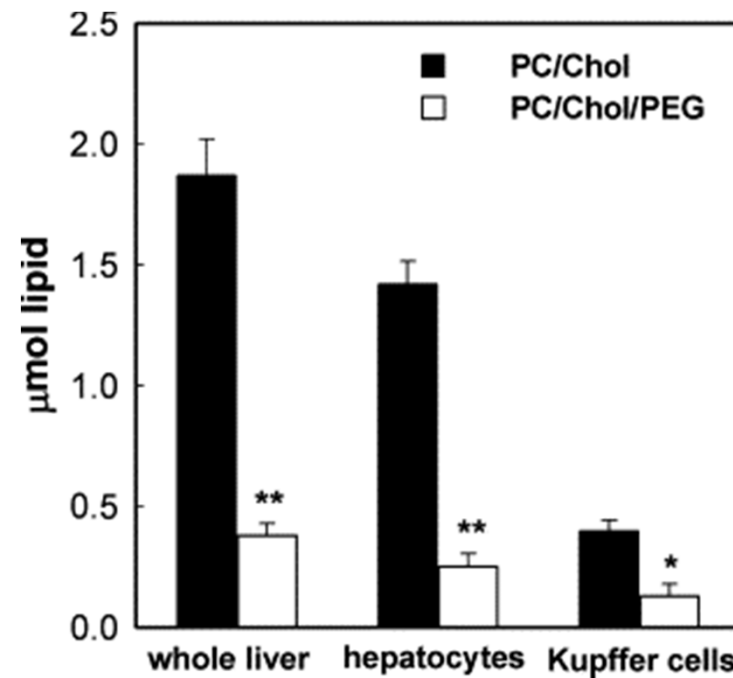 2.5
PC/Chol
PC/Chol/PEG
2.0
1.5
1.0
0.5
0.0
μmol lipid
**
**
*
whole liver hepatocytes Kupffer cells